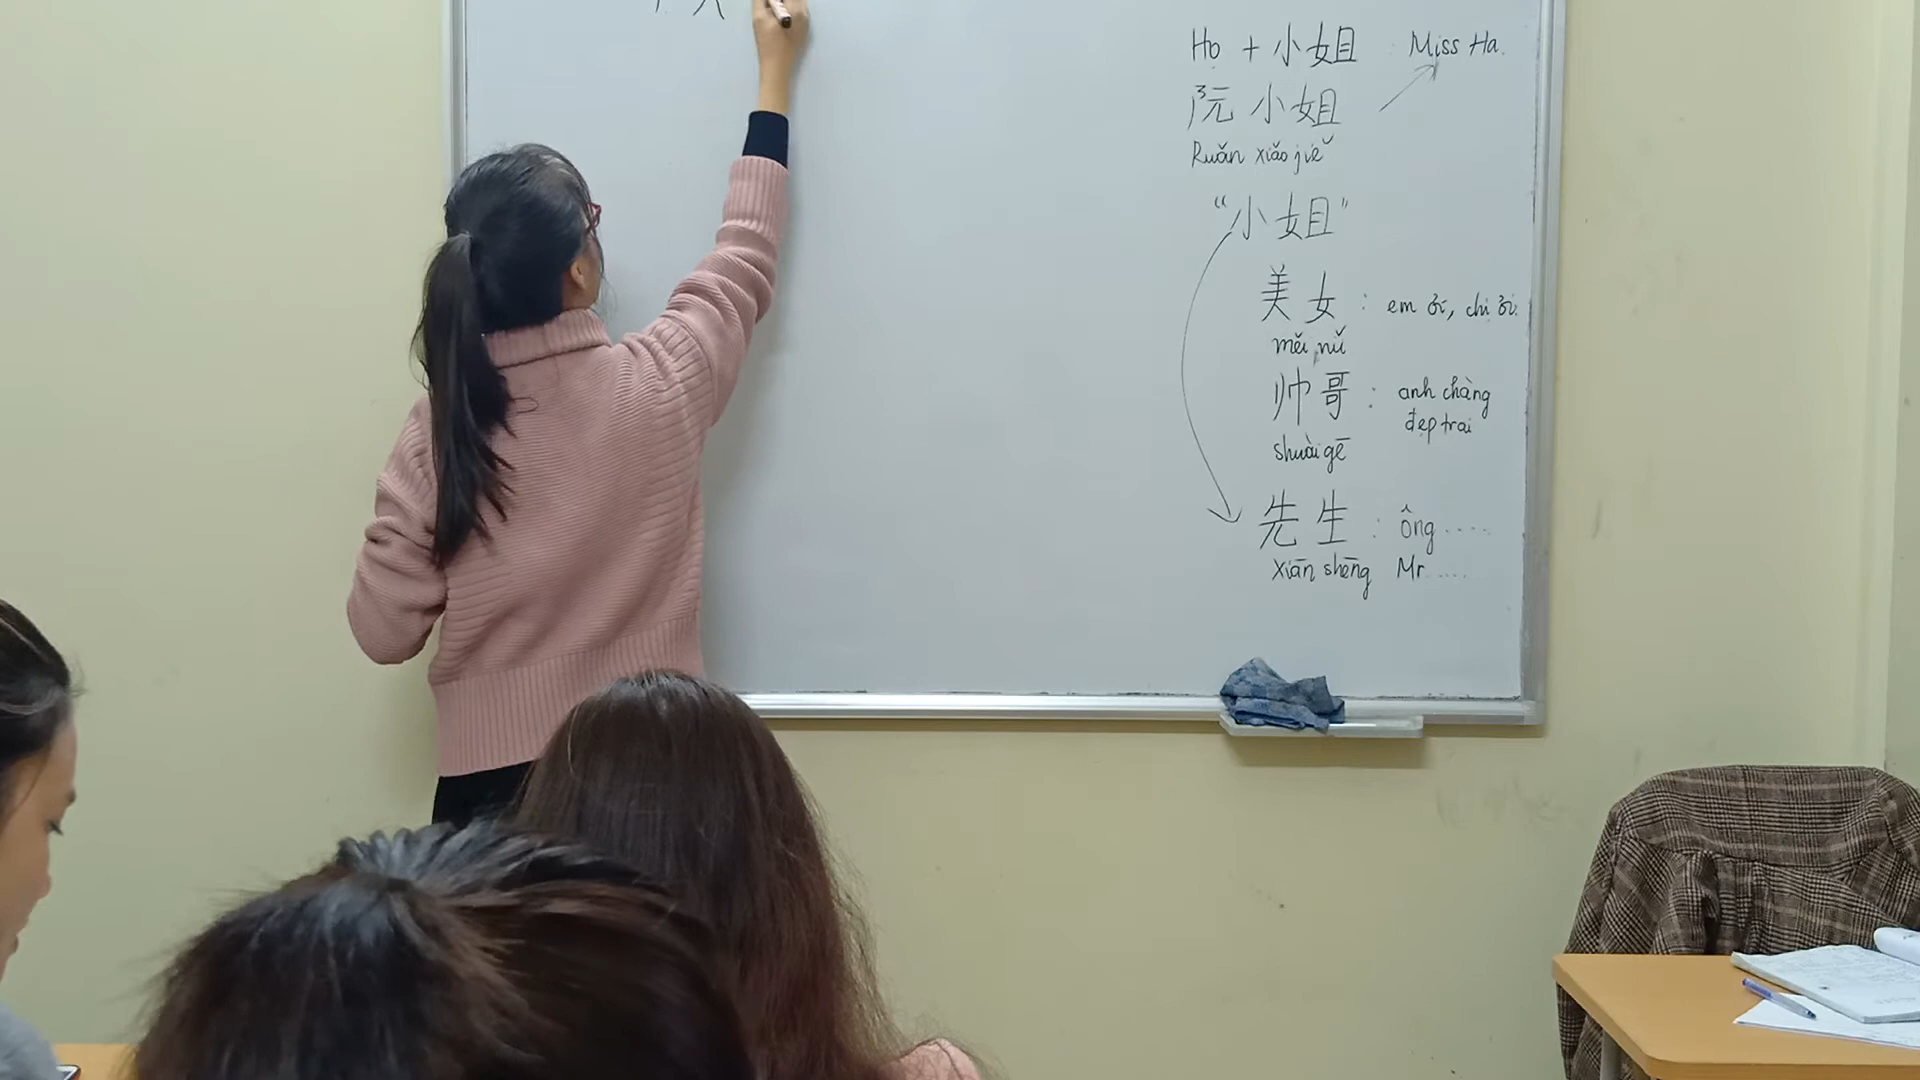 Họ + 小姐 Miss Ha.
阮小姐
Ruǎn xiǎo jiě
“小姐”
美女 : em ơi, chị ơi.
měi nǚ
帅哥 : anh chàng
đẹp trai
shuài gē
先生 : ông .....
xiān shēng Mr .....